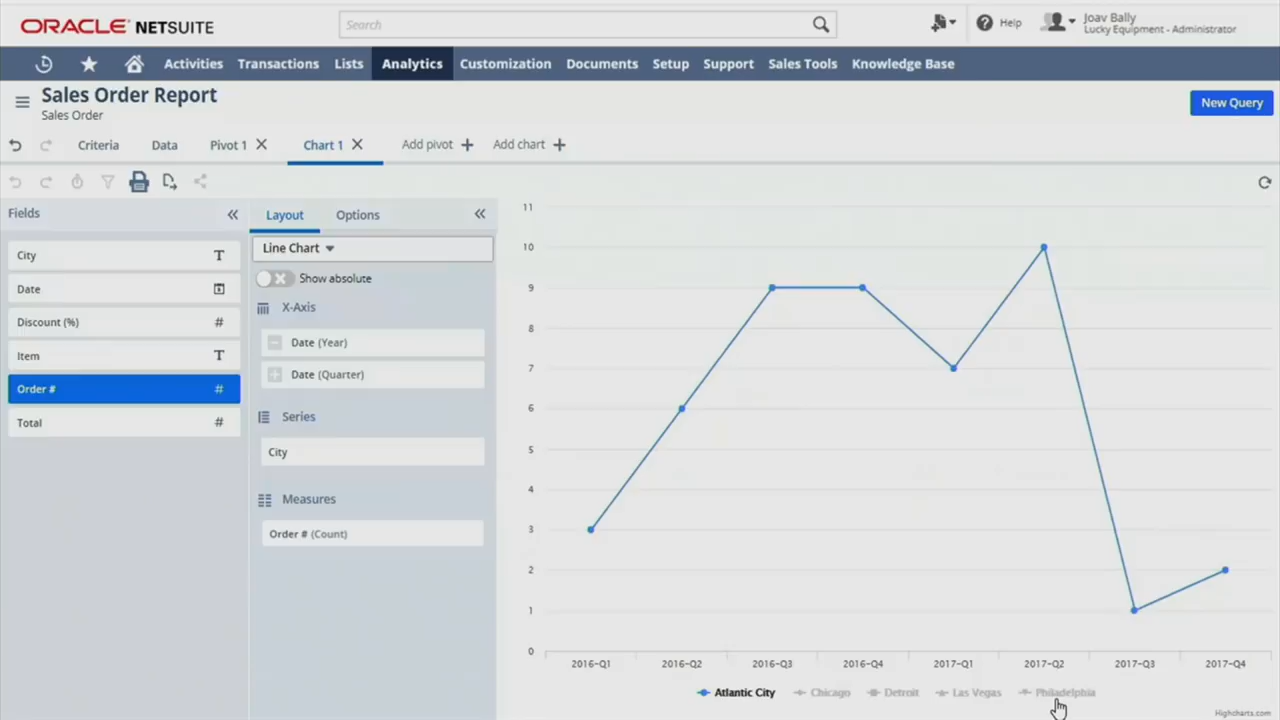 ORACLE NETSUITE
Search
Help
Joav Bally
Lucky Equipment - Administrator
Activities Transactions Lists Analytics Customization Documents Setup Support Sales Tools Knowledge Base
Sales Order Report
Sales Order
New Query
Criteria Data Pivot 1 Chart 1 Add pivot Add chart
Fields
City T
Date
Discount (%) #
Item T
Order # #
Total #
Layout Options
Line Chart
Show absolute
X-Axis
Date (Year)
Date (Quarter)
Series
City
Measures
Order # (Count)
11
10
9
8
7
6
5
4
3
2
1
0
2016-Q1 2016-Q2 2016-Q3 2016-Q4 2017-Q1 2017-Q2 2017-Q3 2017-Q4
Atlantic City Chicago Detroit Las Vegas Philadelphia
Highcharts.com